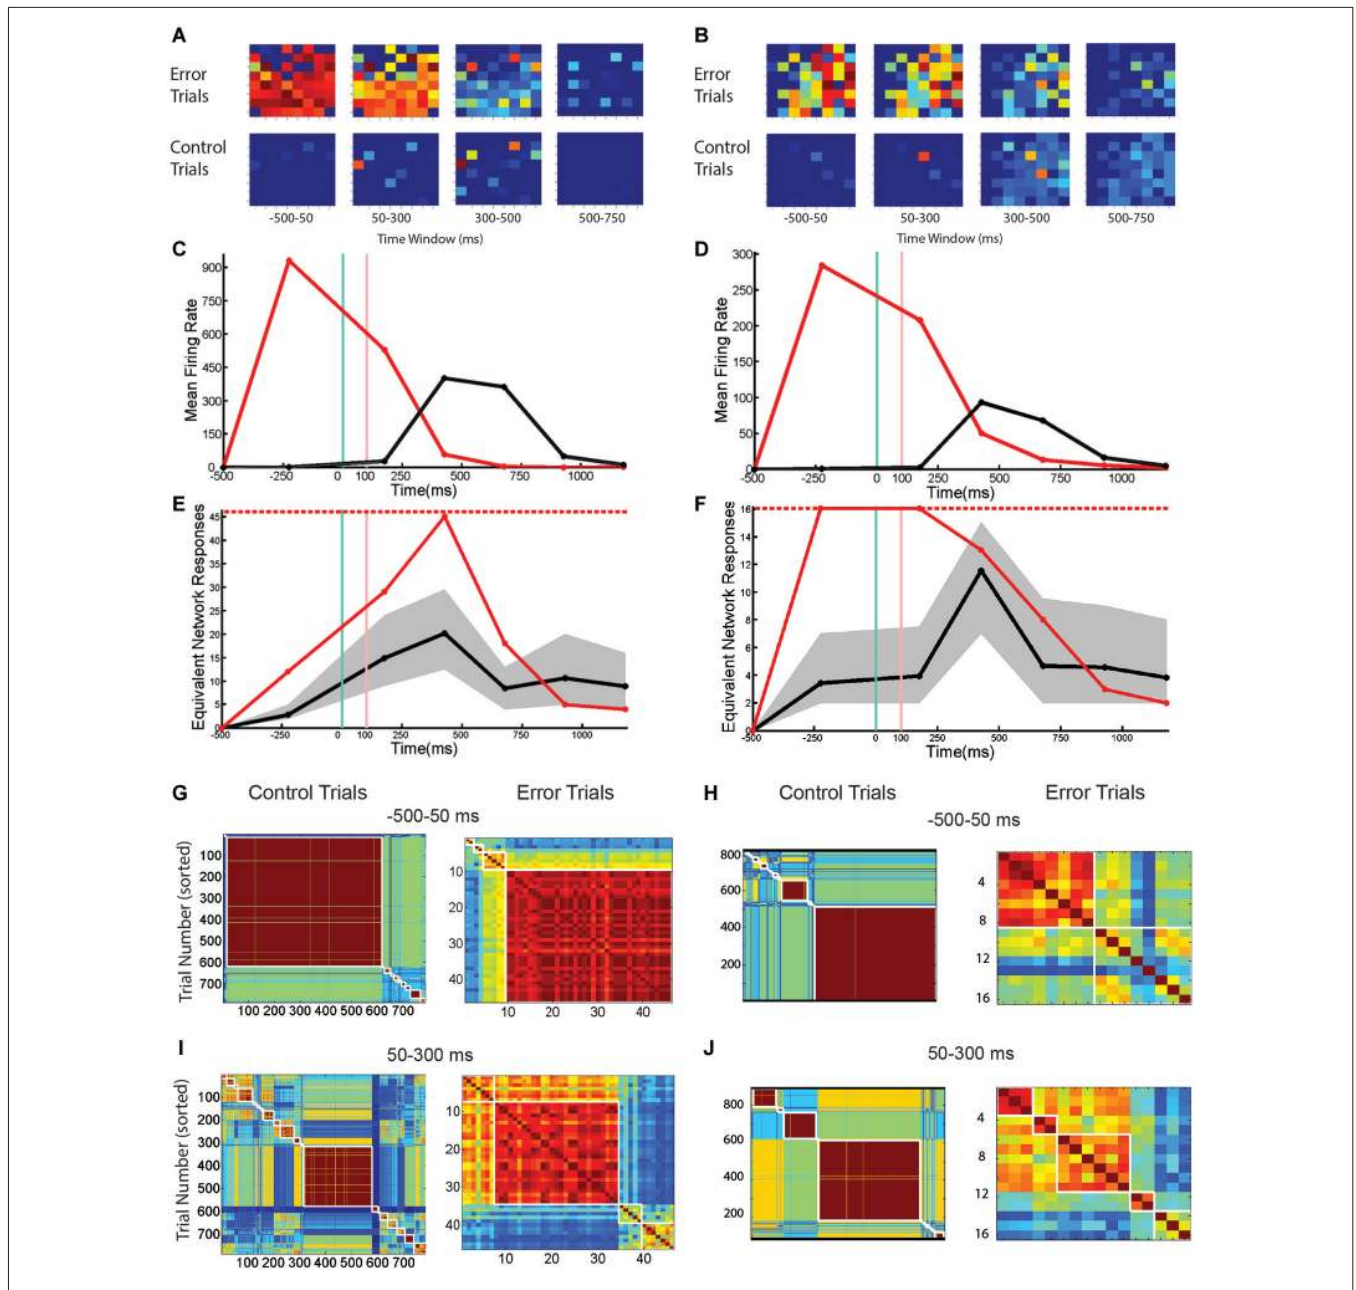 A
B
Error
Trials
Error
Trials
Control
Trials
Control
Trials
-500-50 50-300 300-500 500-750
-500-50 50-300 300-500 500-750
Time Window (ms)
Time Window (ms)
C
Mean Firing Rate
900
750
600
450
300
150
0
-500 -250 0 100 250 500 750 1000
Time(ms)
D
Mean Firing Rate
300
250
200
150
100
50
0
-500 -250 0 100 250 500 750 1000
Time(ms)
E
Equivalent Network Responses
45
40
35
30
25
20
15
10
5
0
-500 -250 0 100 250 500 750 1000
Time(ms)
F
Equivalent Network Responses
16
14
12
10
8
6
4
2
0
-500 -250 0 100 250 500 750 1000
Time(ms)
G
Control Trials
Error Trials
-500-50 ms
Trial Number (sorted)
100
200
300
400
500
600
700
100 200 300 400 500 600 700
10
20
30
40
10 20 30 40
H
Control Trials
Error Trials
-500-50 ms
800
600
400
200
4
8
12
16
I
50-300 ms
Trial Number (sorted)
100
200
300
400
500
600
700
100 200 300 400 500 600 700
10
20
30
40
10 20 30 40
J
50-300 ms
800
600
400
200
4
8
12
16